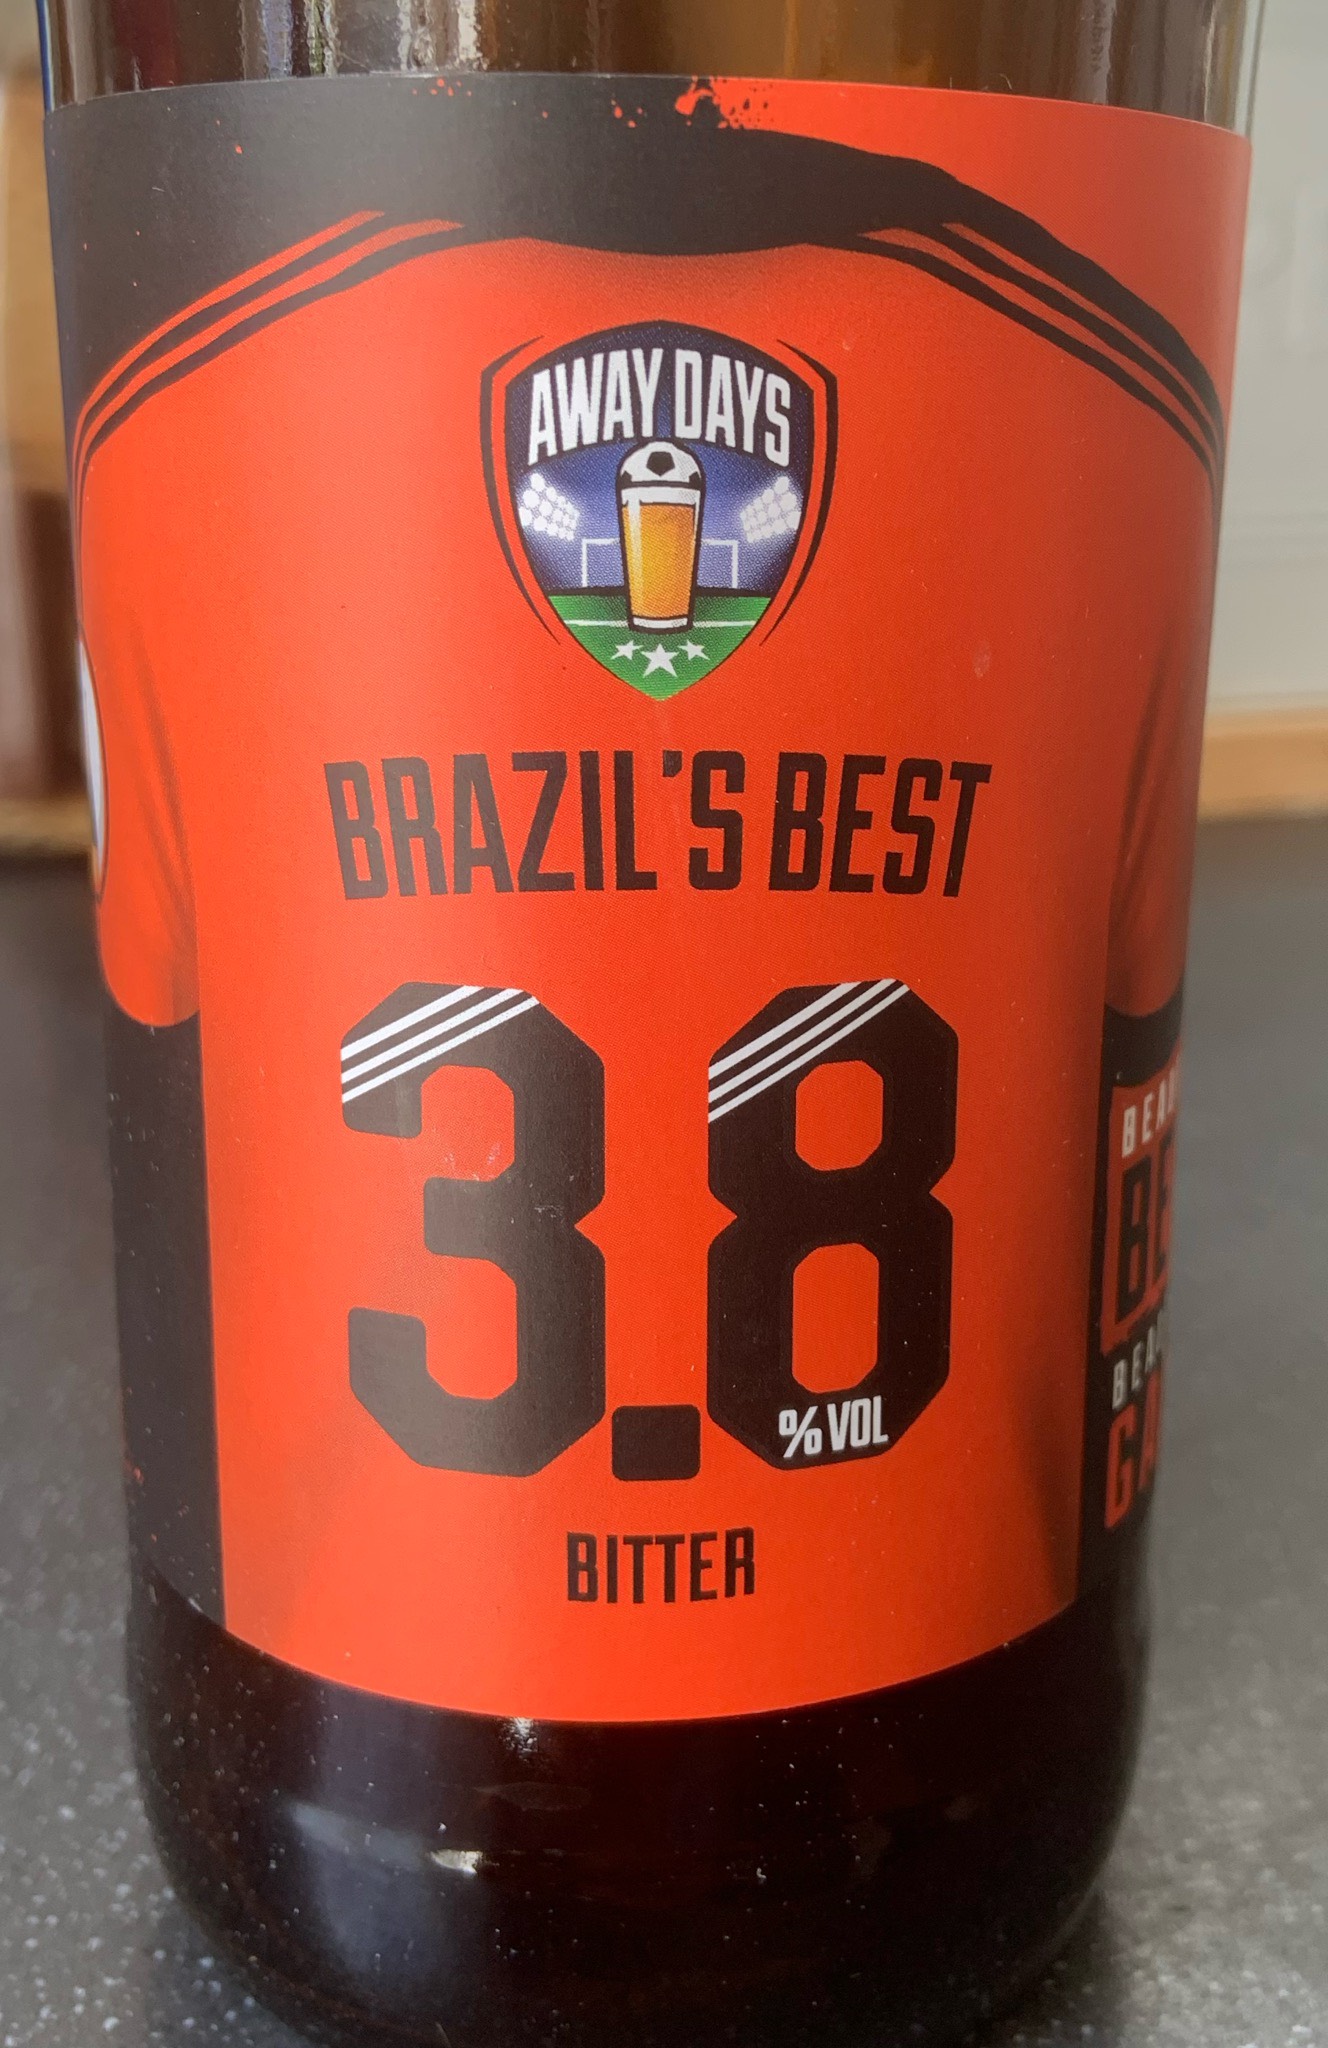 AWAY DAYS
BRAZIL'S BEST
3.8
% VOL
BITTER